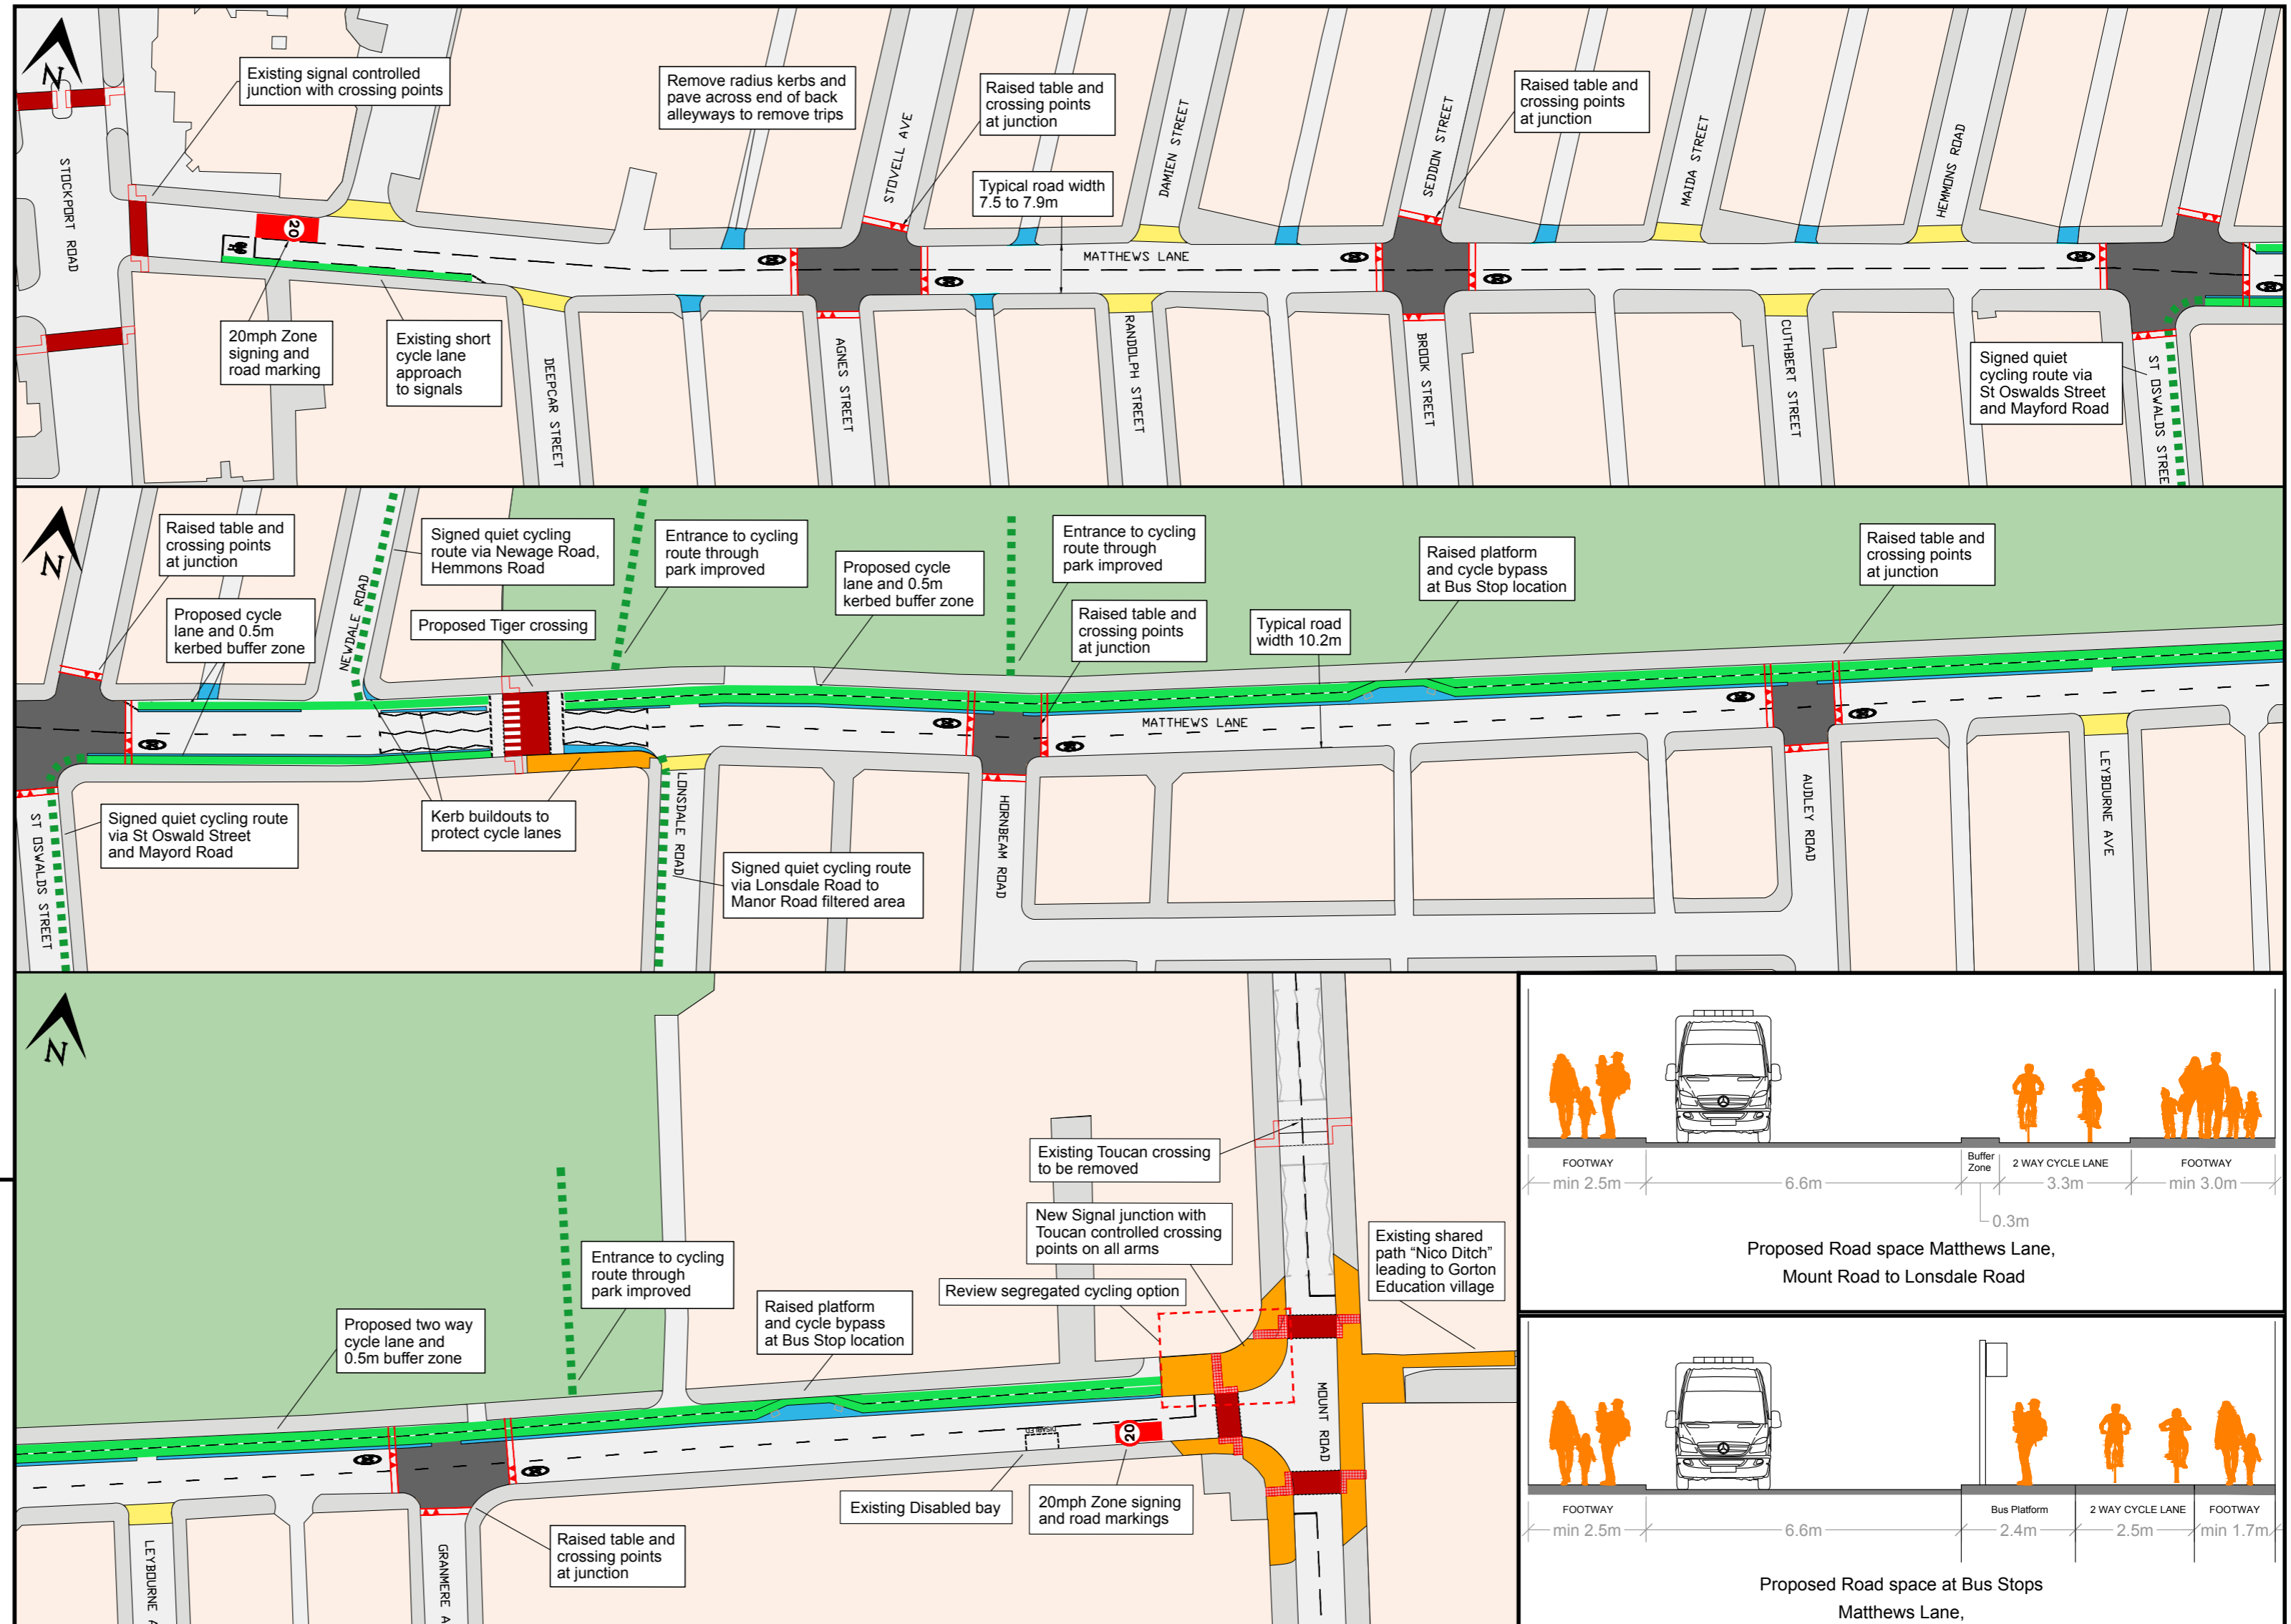 N
Existing signal controlled
junction with crossing points
Remove radius kerbs and
pave across end of back
alleyways to remove trips
Raised table and
crossing points
at junction
Raised table and
crossing points
at junction
STOCKPORT ROAD
STOVELL AVE
Typical road width
7.5 to 7.9m
DAMIEN STREET
SEDDON STREET
MAIDA STREET
HEMMONS ROAD
20
MATTHEWS LANE
20mph Zone
signing and
road marking
Existing short
cycle lane
approach
to signals
DEEPCAR STREET
AGNES STREET
RANDOLPH STREET
BROOK STREET
CUTHBERT STREET
Signed quiet
cycling route via
St Oswalds Street
and Mayford Road
ST OSWALDS STREE
N
Raised table and
crossing points
at junction
Signed quiet cycling
route via Newage Road,
Hemmons Road
Entrance to cycling
route through
park improved
Proposed cycle
lane and 0.5m
kerbed buffer zone
Entrance to cycling
route through
park improved
Raised platform
and cycle bypass
at Bus Stop location
Raised table and
crossing points
at junction
Proposed cycle
lane and 0.5m
kerbed buffer zone
NEWDALE ROAD
Proposed Tiger crossing
Raised table and
crossing points
at junction
Typical road
width 10.2m
MATTHEWS LANE
ST OSWALDS STREET
Signed quiet cycling route
via St Oswald Street
and Mayord Road
Kerb buildouts to
protect cycle lanes
LONSDALE ROAD
Signed quiet cycling route
via Lonsdale Road to
Manor Road filtered area
HORNBEAM ROAD
AUDLEY ROAD
LEYBOURNE AVE
N
Existing Toucan crossing
to be removed
New Signal junction with
Toucan controlled crossing
points on all arms
Existing shared
path “Nico Ditch”
leading to Gorton
Education village
Entrance to cycling
route through
park improved
Review segregated cycling option
Raised platform
and cycle bypass
at Bus Stop location
Proposed two way
cycle lane and
0.5m buffer zone
MOUNT ROAD
DISABLED
20
Existing Disabled bay
20mph Zone signing
and road markings
Raised table and
crossing points
at junction
LEYBOURNE A
GRANMERE A
FOOTWAY
Buffer
Zone
2 WAY CYCLE LANE
FOOTWAY
min 2.5m
6.6m
3.3m
min 3.0m
0.3m
Proposed Road space Matthews Lane,
Mount Road to Lonsdale Road
FOOTWAY
Bus Platform
2 WAY CYCLE LANE
FOOTWAY
min 2.5m
6.6m
2.4m
2.5m
min 1.7m
Proposed Road space at Bus Stops
Matthews Lane,